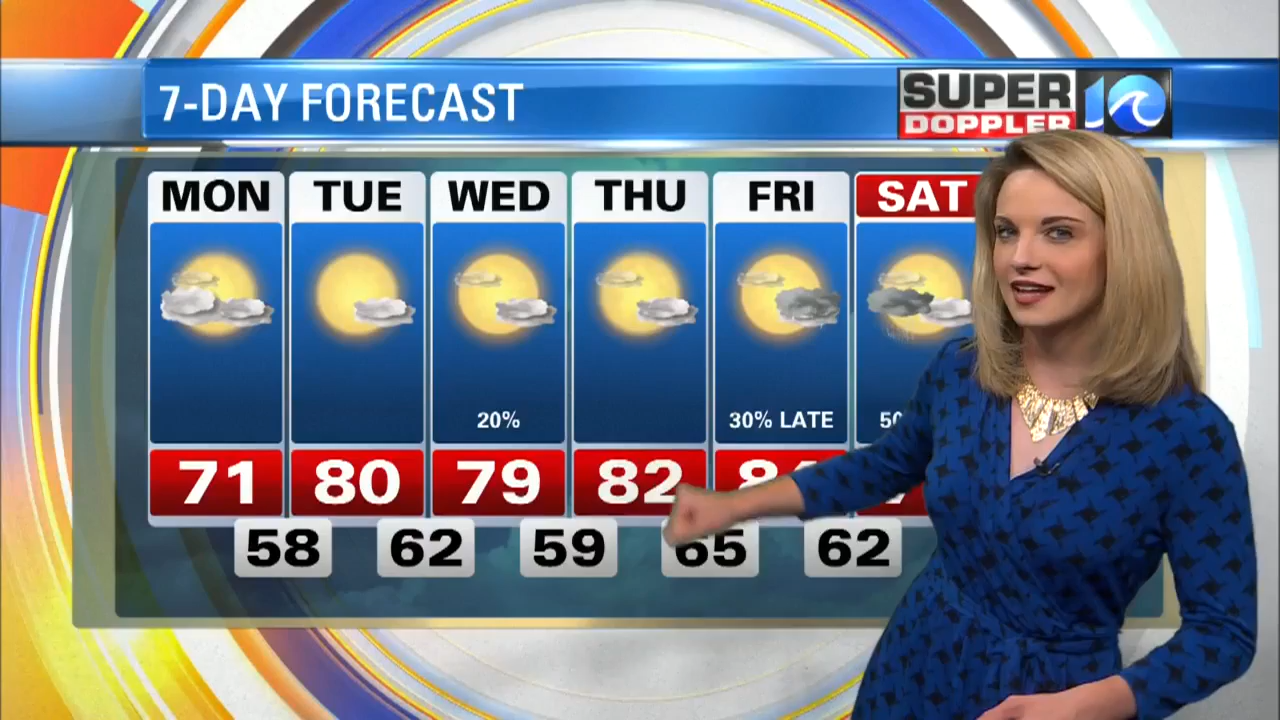 7-DAY FORECAST
SUPER
DOPPLER 10
MON TUE WED THU FRI SAT
20% 30% LATE
71 80 79 82
58 62 59 65 62